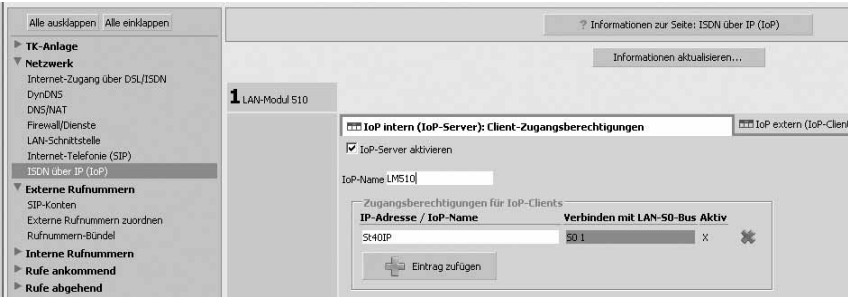 Alle ausklappen Alle einklappen
TK-Anlage
Netzwerk
Internet-Zugang über DSL/ISDN
DynDNS
DNS/NAT
Firewall/Dienste
LAN-Schnittstelle
Internet-Telefonie (SIP)
ISDN über IP (IoP)
Externe Rufnummern
SIP-Konten
Externe Rufnummern zuordnen
Rufnummern-Bündel
Interne Rufnummern
Rufe ankommend
Rufe abgehend
? Informationen zur Seite: ISDN über IP (IoP)
Informationen aktualisieren...
1 LAN-Modul 510
IoP intern (IoP-Server): Client-Zugangsberechtigungen
IoP extern (IoP-Client
IoP-Server aktivieren
IoP-Name LM510
Zugangsberechtigungen für IoP-Clients
IP-Adresse / IoP-Name Verbinden mit LAN-S0-Bus Aktiv
St40IP S0 1 X
Eintrag zufügen